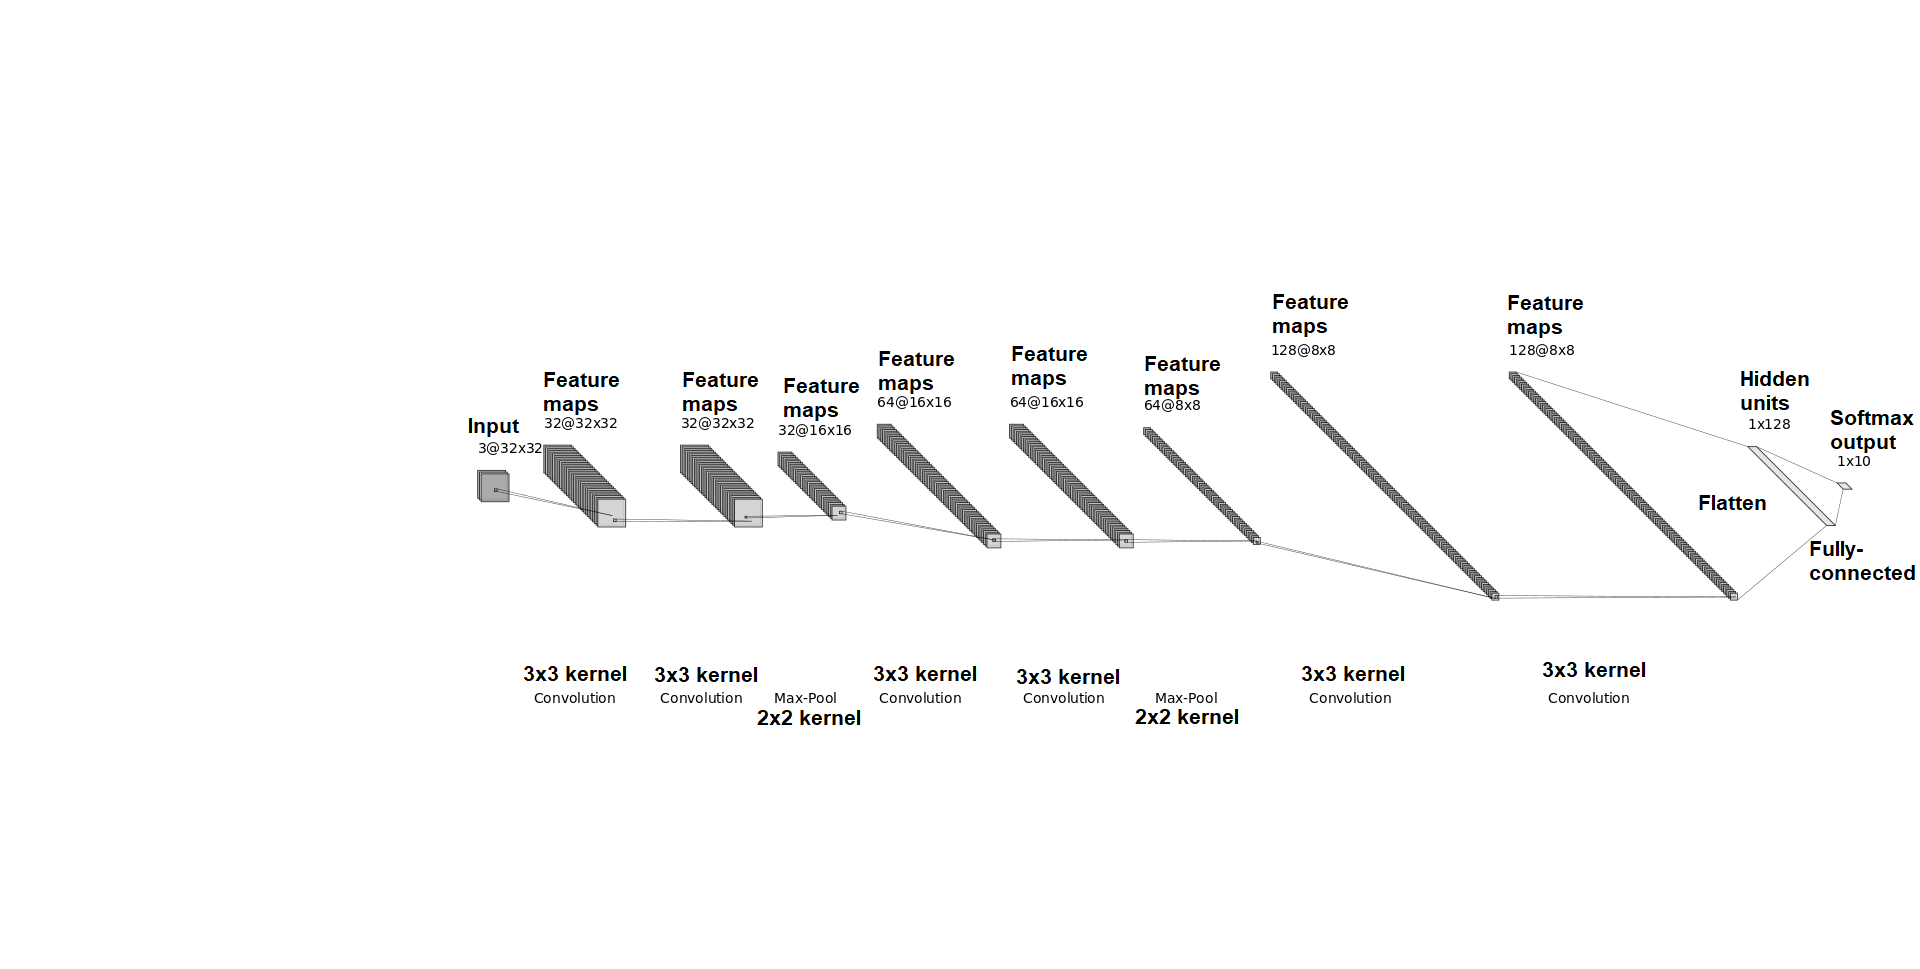 Input
3@32x32
Feature
maps
32@32x32
Feature
maps
32@32x32
Feature
maps
32@16x16
Feature
maps
64@16x16
Feature
maps
64@16x16
Feature
maps
64@8x8
Feature
maps
128@8x8
Feature
maps
128@8x8
Hidden
units
1x128
Softmax
output
1x10
Flatten
Fully-
connected
3x3 kernel
Convolution
3x3 kernel
Convolution
Max-Pool
2x2 kernel
3x3 kernel
Convolution
3x3 kernel
Convolution
Max-Pool
2x2 kernel
3x3 kernel
Convolution
3x3 kernel
Convolution